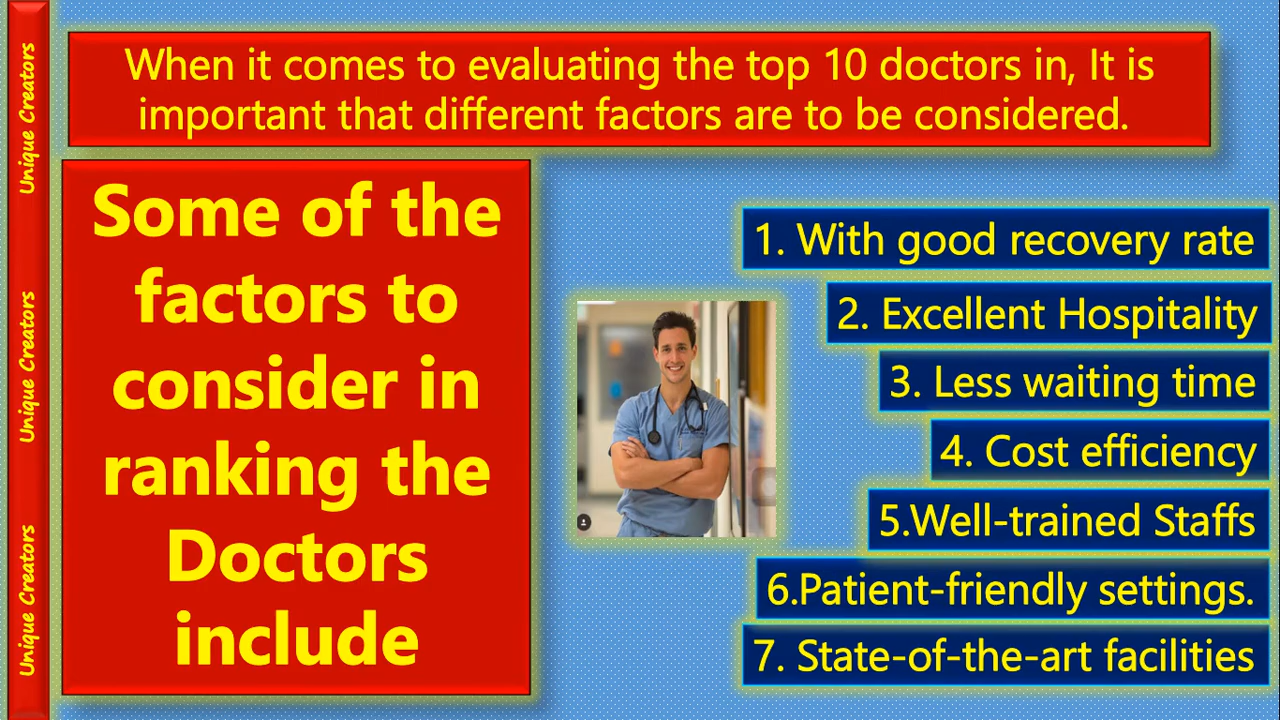 When it comes to evaluating the top 10 doctors in, It is
important that different factors are to be considered.
Some of the
factors to
consider in
ranking the
Doctors
include
1. With good recovery rate
2. Excellent Hospitality
3. Less waiting time
4. Cost efficiency
5.Well-trained Staffs
6.Patient-friendly settings.
7. State-of-the-art facilities
Unique Creators
Unique Creators
Unique Creators